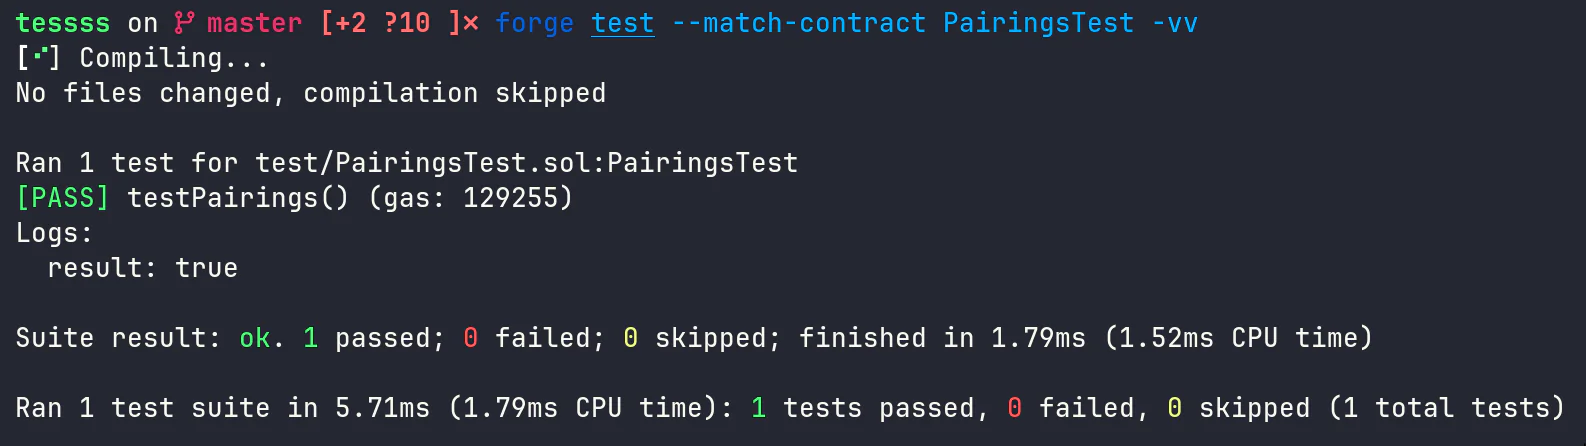 tessss on master [+2 ?10 ]× forge test --match-contract PairingsTest -vv
[⠊] Compiling...
No files changed, compilation skipped
Ran 1 test for test/PairingsTest.sol:PairingsTest
[PASS] testPairings() (gas: 129255)
Logs:
result: true
Suite result: ok. 1 passed; 0 failed; 0 skipped; finished in 1.79ms (1.52ms CPU time)
Ran 1 test suite in 5.71ms (1.79ms CPU time): 1 tests passed, 0 failed, 0 skipped (1 total tests)